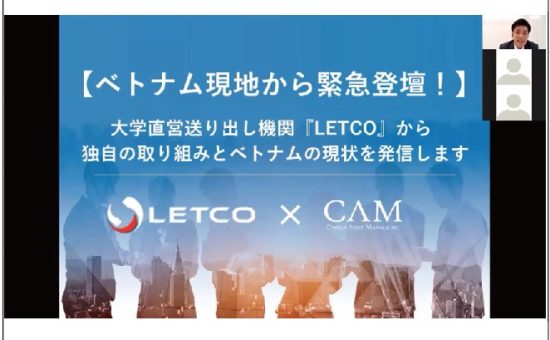 【ベトナム現地から緊急登壇！】
大学直営送り出し機関『LETCO』から
独自の取り組みとベトナムの現状を発信します
LETCO × CAM